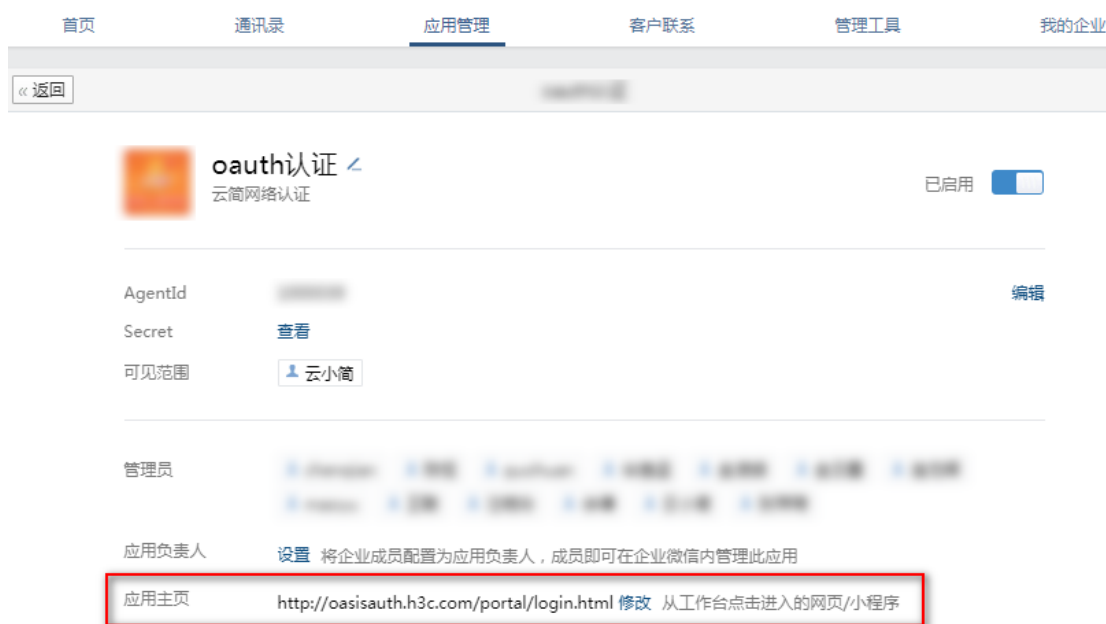 首页 通讯录 应用管理 客户联系 管理工具 我的企业
« 返回
oauth认证
云简网络认证
已启用
AgentId
编辑
Secret 查看
可见范围 云小简
管理员
应用负责人 设置 将企业成员配置为应用负责人，成员即可在企业微信内管理此应用
应用主页 http://oasisauth.h3c.com/portal/login.html 修改 从工作台点击进入的网页/小程序